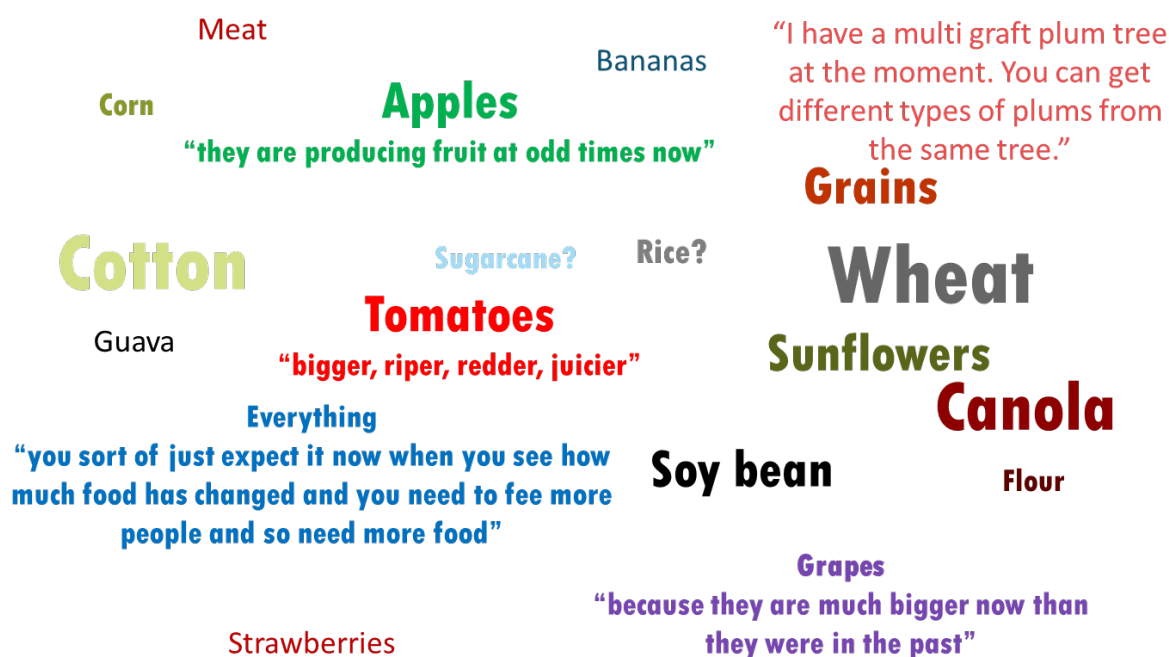 Meat
Bananas
“I have a multi graft plum tree
at the moment. You can get
different types of plums from
the same tree.”
Corn
Apples
“they are producing fruit at odd times now”
Grains
Cotton
Sugarcane?
Rice?
Wheat
Guava
Tomatoes
“bigger, riper, redder, juicier”
Sunflowers
Canola
Everything
“you sort of just expect it now when you see how
much food has changed and you need to fee more
people and so need more food”
Soy bean
Flour
Grapes
“because they are much bigger now than
they were in the past”
Strawberries